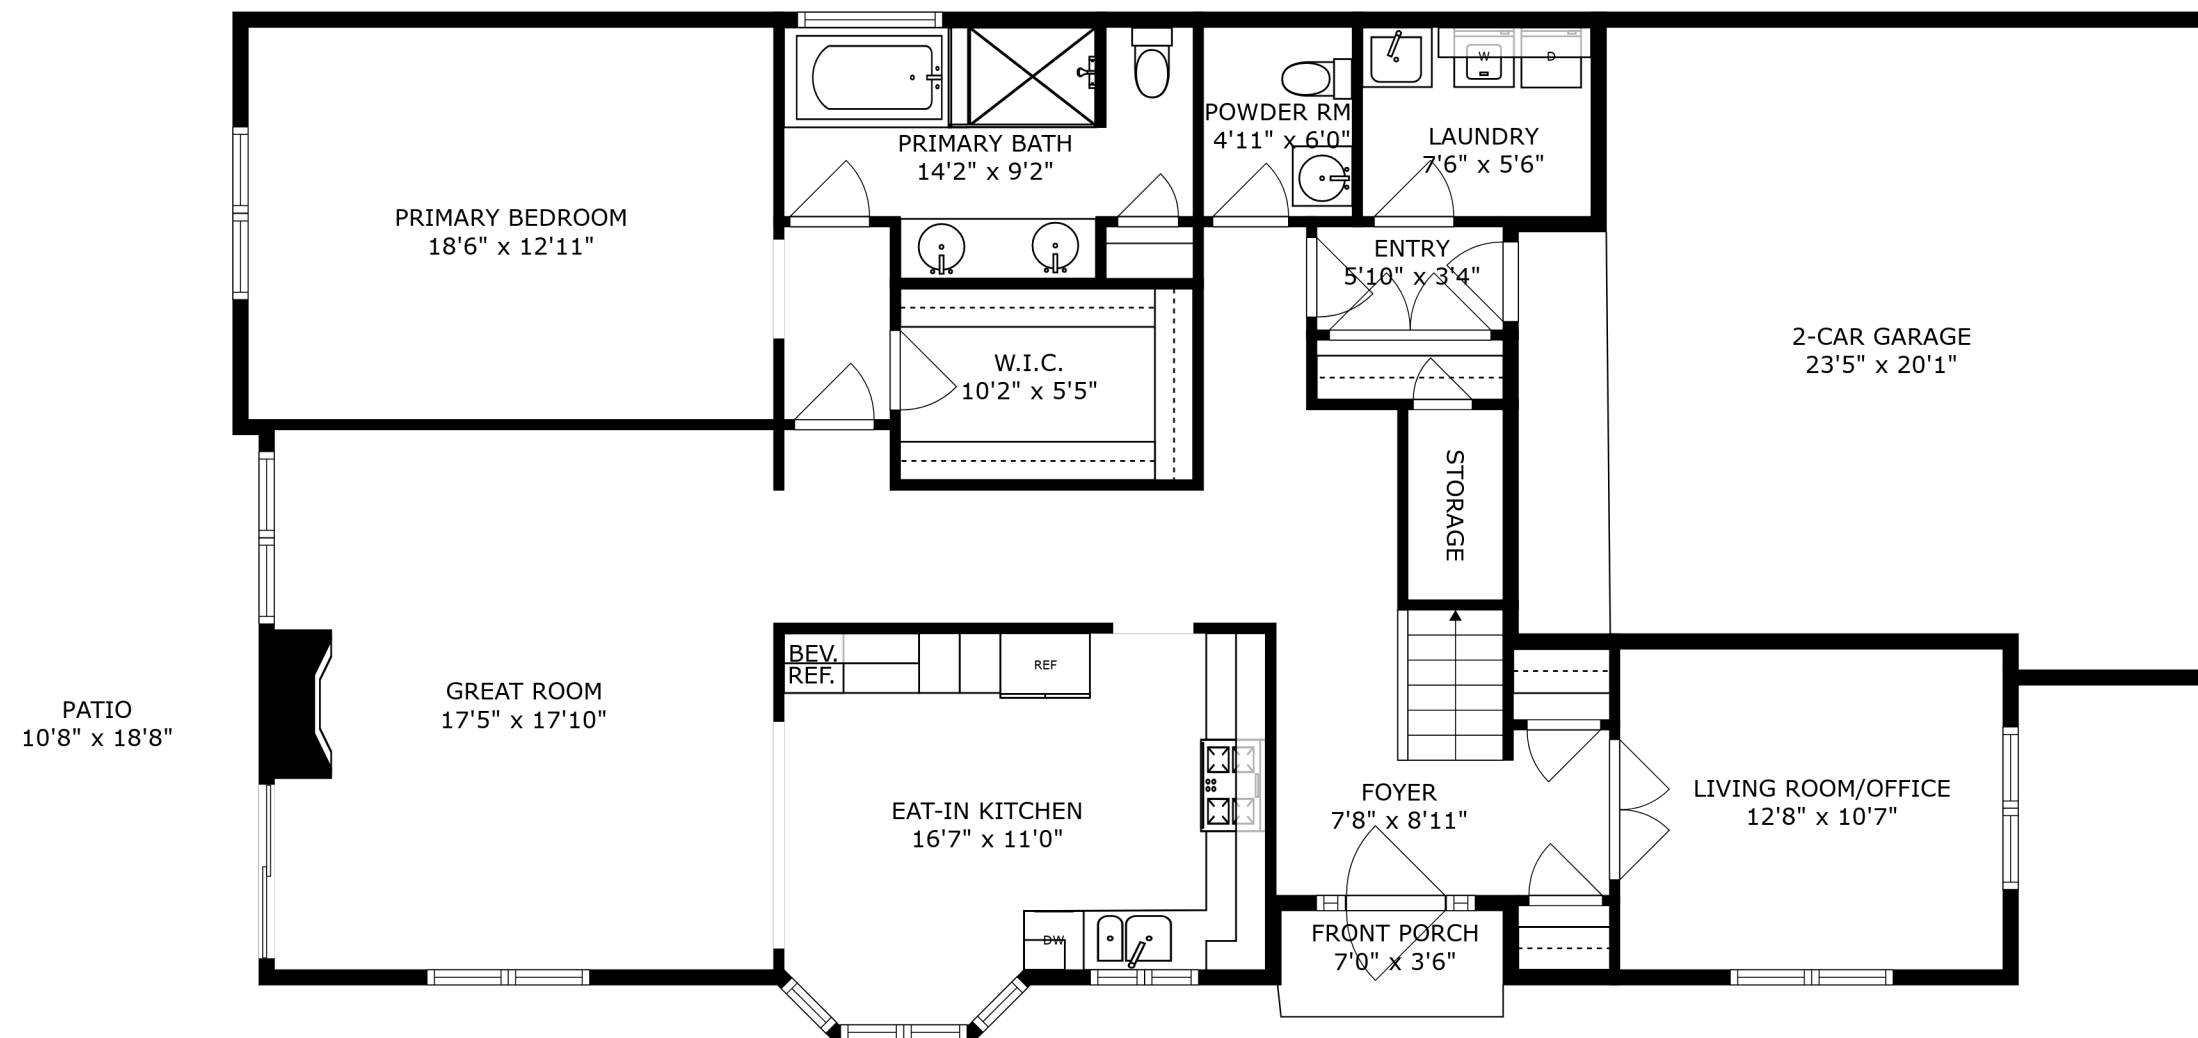 POWDER RM
4'11" x 6'0"
W
D
PRIMARY BATH
14'2" x 9'2"
LAUNDRY
7'6" x 5'6"
PRIMARY BEDROOM
18'6" x 12'11"
ENTRY
5'10" x 3'4"
2-CAR GARAGE
23'5" x 20'1"
W.I.C.
10'2" x 5'5"
STORAGE
BEV.
REF.
REF
GREAT ROOM
17'5" x 17'10"
PATIO
10'8" x 18'8"
EAT-IN KITCHEN
16'7" x 11'0"
FOYER
7'8" x 8'11"
LIVING ROOM/OFFICE
12'8" x 10'7"
DW
FRONT PORCH
7'0" x 3'6"